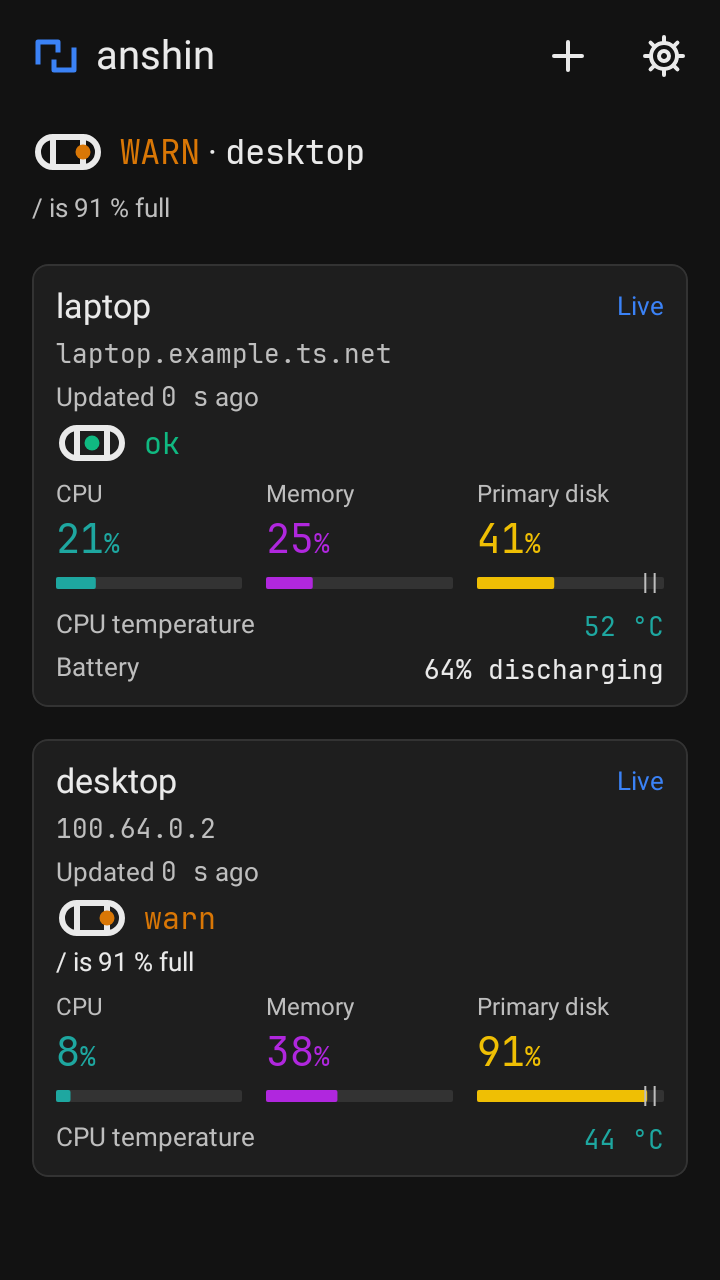 anshin
WARN · desktop
/ is 91 % full
laptop Live
laptop.example.ts.net
Updated 0 s ago
ok
CPU Memory Primary disk
21% 25% 41%
CPU temperature 52 °C
Battery 64% discharging
desktop Live
100.64.0.2
Updated 0 s ago
warn
/ is 91 % full
CPU Memory Primary disk
8% 38% 91%
CPU temperature 44 °C